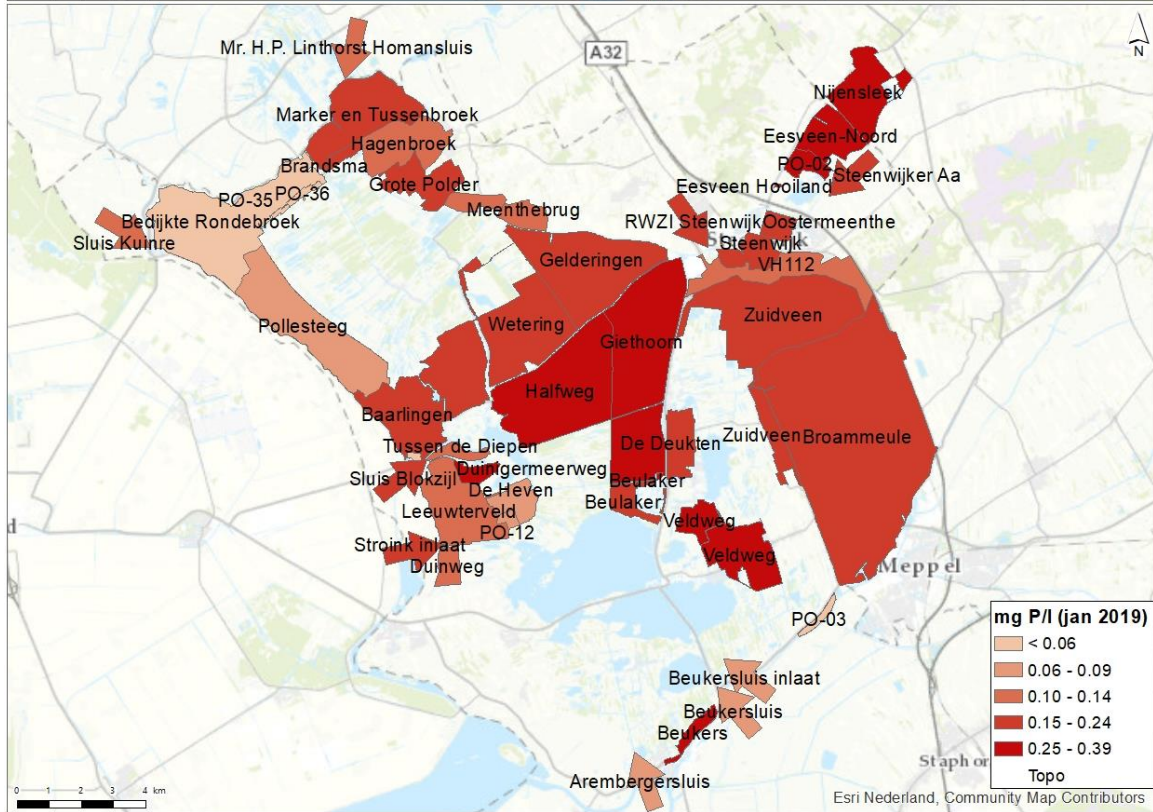 Mr. H.P. Linthorst Homansluis
A32
N
Nijensleek
Marker en Tussenbroek
Eesveen-Noord
Hagenbroek
PO-02
Brandsma
Steenwijker Aa
Grote Polder
Eesveen Hooiland
PO-35
PO-36
Meenthebrug
Bedijkte Rondebroek
RWZI Steenwijk
Oostermeenthe
Sluis Kuinre
Steenwijk
Gelderingen
VH112
Pollesteeg
Wetering
Zuidveen
Giethoorn
Halfweg
Baarlingen
De Deukten
Zuidveen
Broammeule
Tussen de Diepen
Duinigermeerweg
Sluis Blokzijl
De Heven
Beulaker
Leeuwterveld
Beulaker
Veldweg
PO-12
Stroink inlaat
Veldweg
Duinweg
Meppel
PO-03
mg P/l (jan 2019)
< 0.06
0.06 - 0.09
0.10 - 0.14
0.15 - 0.24
0.25 - 0.39
Topo
Beukersluis inlaat
Beukersluis
Beukers
Staphor
Arembergersluis
0 1 2 3 4 km
Esri Nederland, Community Map Contributors